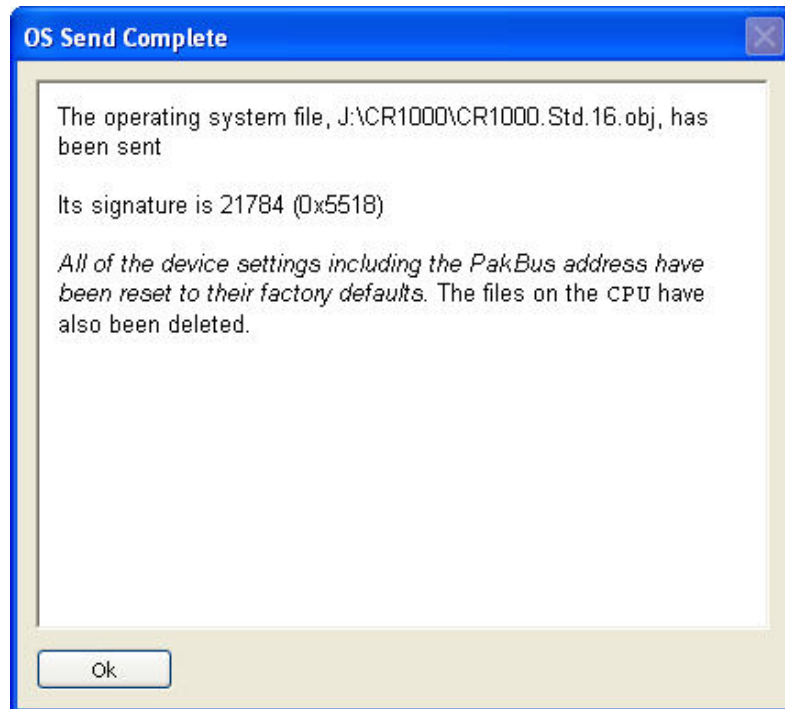 OS Send Complete
The operating system file, J:\CR1000\CR1000.Std.16.obj, has
been sent
Its signature is 21784 (0x5518)
All of the device settings including the PakBus address have
been reset to their factory defaults. The files on the CPU have
also been deleted.
Ok